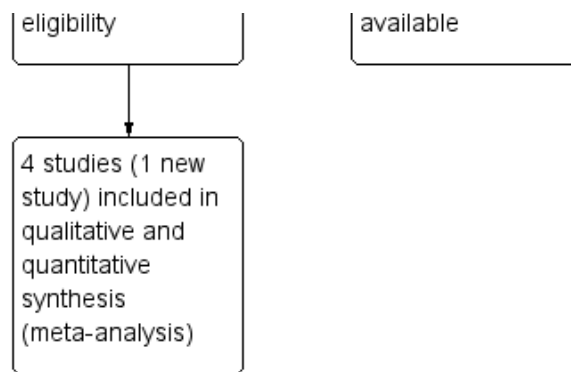 eligibility
available
4 studies (1 new
study) included in
qualitative and
quantitative
synthesis
(meta-analysis)